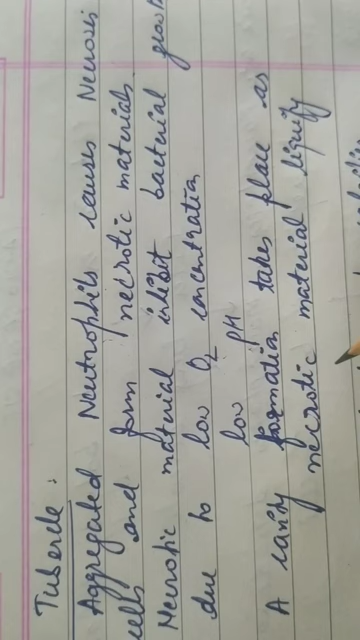 Tubercle :
Aggregated Neutrophils causes Necrosis
cells and form necrotic materials
Necrotic material inhibit bacterial growth
due to low O2 concentration
low pH
A cavity formation takes place as
necrotic material liquify